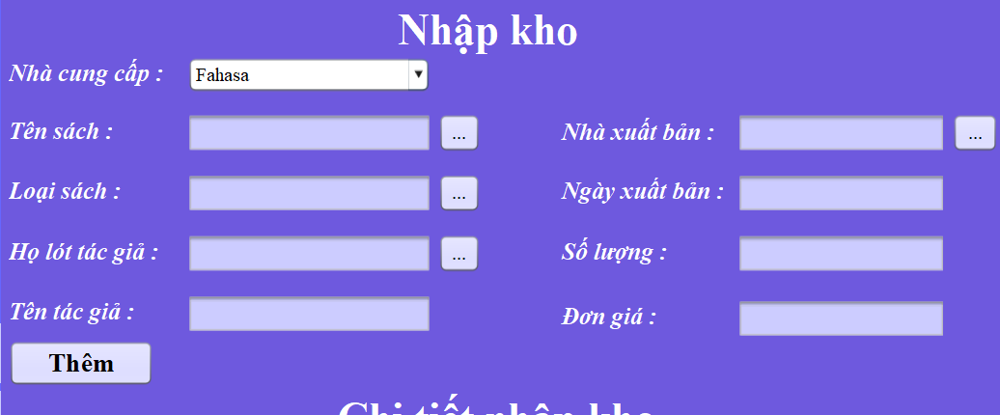 Nhập kho
Nhà cung cấp : Fahasa
Tên sách : ... Nhà xuất bản : ...
Loại sách : ... Ngày xuất bản :
Họ lót tác giả : ... Số lượng :
Tên tác giả : Đơn giá :
Thêm
Chi tiết nhập kho